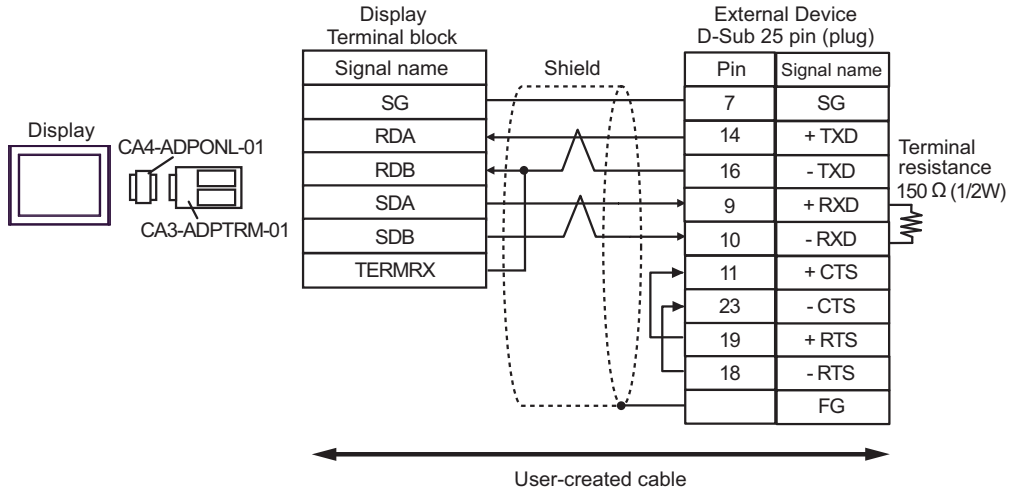 Display
Terminal block
External Device
D-Sub 25 pin (plug)
Signal name
Shield
Pin
Signal name
SG
7
SG
Display
CA4-ADPONL-01
CA3-ADPTRM-01
RDA
14
+ TXD
RDB
16
- TXD
SDA
9
+ RXD
SDB
10
- RXD
TERMRX
11
+ CTS
23
- CTS
19
+ RTS
18
- RTS
FG
Terminal
resistance
150 Ω (1/2W)
User-created cable